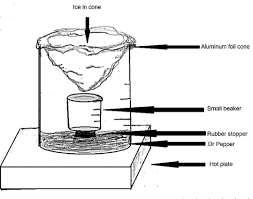 Ice in cone
Aluminum foil cone
Small beaker
Rubber stopper
Dr Pepper
Hot plate